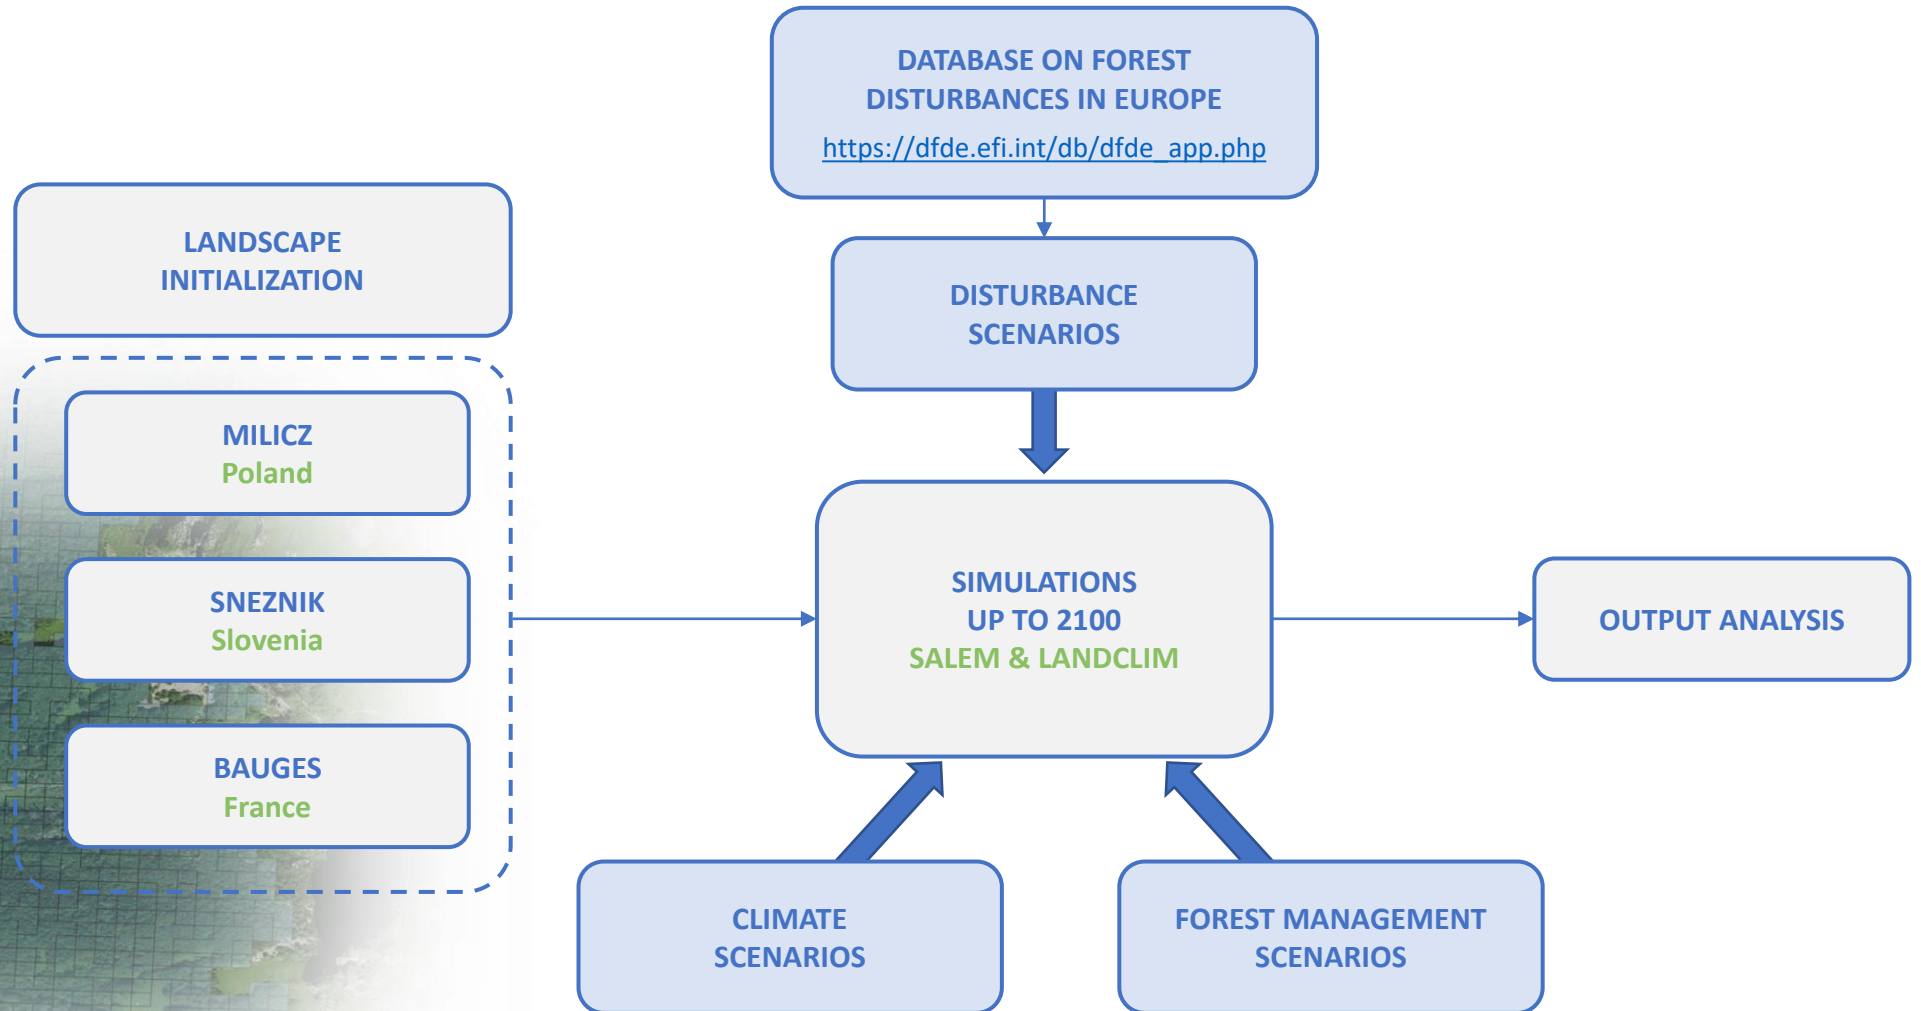 DATABASE ON FOREST
DISTURBANCES IN EUROPE
https://dfde.efi.int/db/dfde_app.php
LANDSCAPE
INITIALIZATION
DISTURBANCE
SCENARIOS
MILICZ
Poland
SNEZNIK
Slovenia
BAUGES
France
SIMULATIONS
UP TO 2100
SALEM & LANDCLIM
OUTPUT ANALYSIS
CLIMATE
SCENARIOS
FOREST MANAGEMENT
SCENARIOS